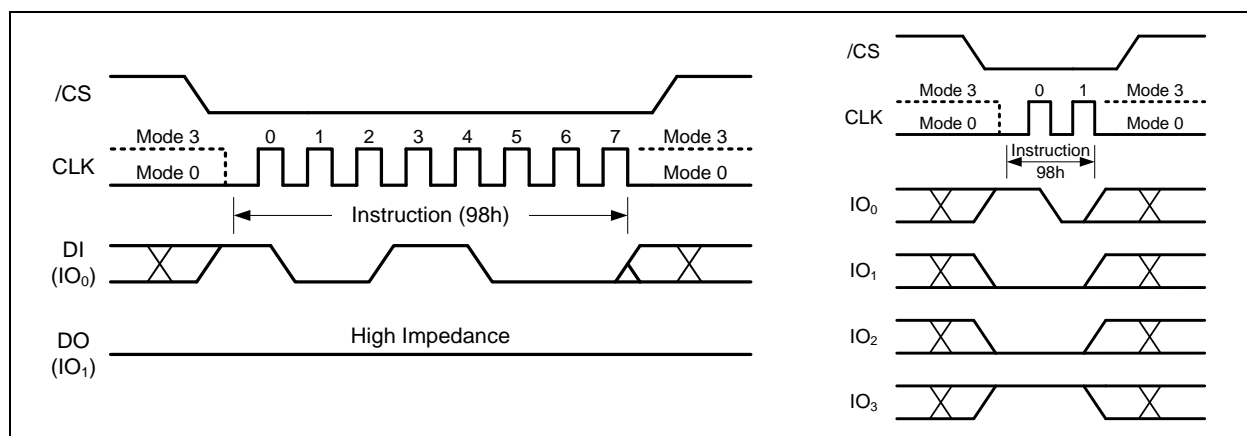 /CS
Mode 3 0 1 2 3 4 5 6 7 Mode 3
CLK
Mode 0 Mode 0
Instruction (98h)
DI
(IO0)
High Impedance
DO
(IO1)
/CS
Mode 3 0 1 Mode 3
CLK
Mode 0 Mode 0
Instruction
98h
IO0
IO1
IO2
IO3